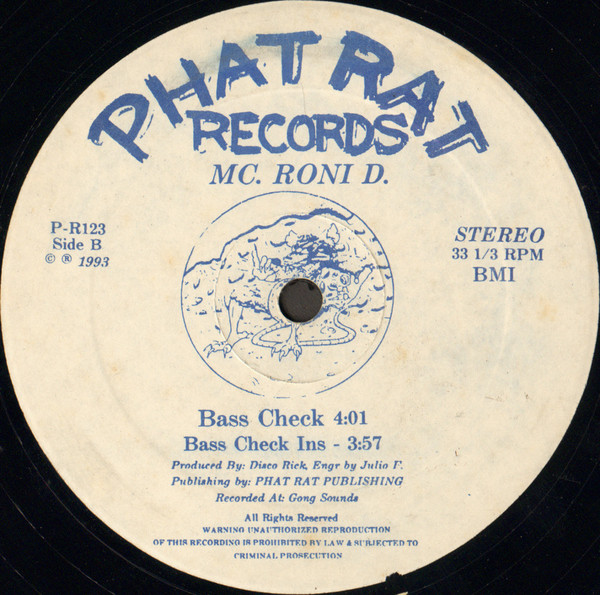 PHAT RAT
RECORDS
MC. RONI D.
P-R123
Side B
© ® 1993
STEREO
33 1/3 RPM
BMI
Bass Check 4:01
Bass Check Ins - 3:57
Produced By: Disco Rick, Engr by Julio F.
Publishing by: PHAT RAT PUBLISHING
Recorded At: Gong Sounds
All Rights Reserved
WARNING UNAUTHORIZED REPRODUCTION
OF THIS RECORDING IS PROHIBITED BY LAW & SUBJECTED TO
CRIMINAL PROSECUTION